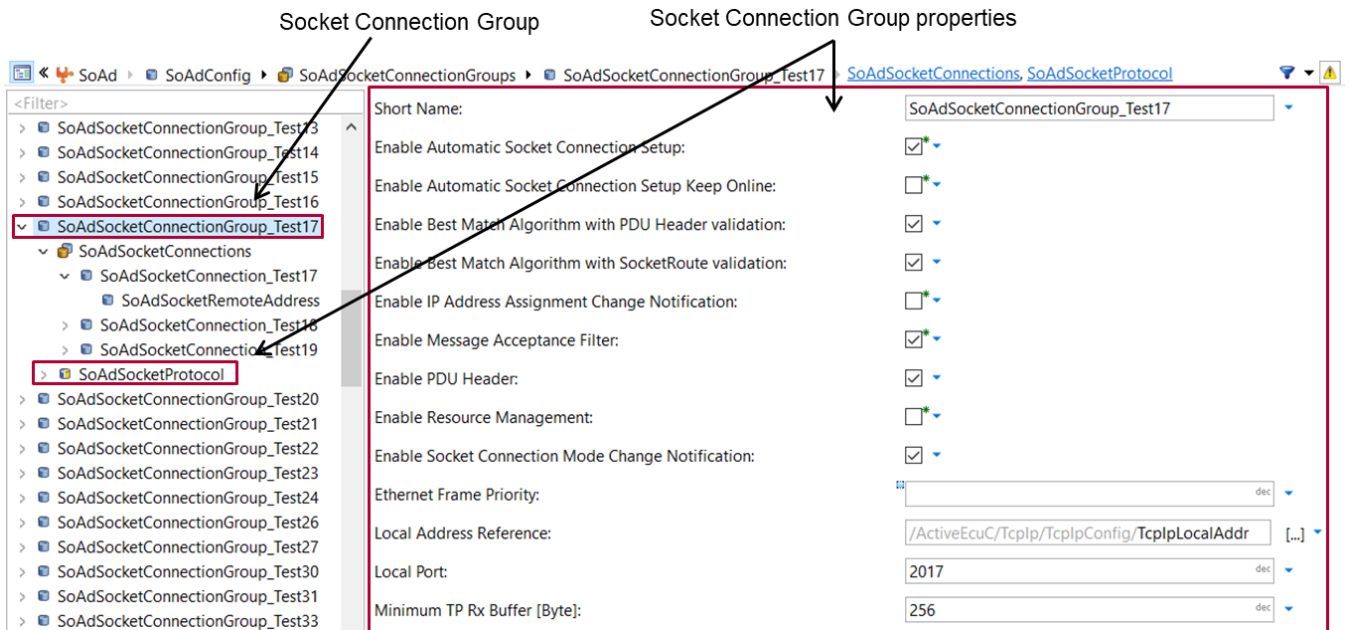 Socket Connection Group
Socket Connection Group properties
« SoAd SoAdConfig SoAdSocketConnectionGroups SoAdSocketConnectionGroup_Test17 SoAdSocketConnections, SoAdSocketProtocol
<Filter>
SoAdSocketConnectionGroup_Test13
SoAdSocketConnectionGroup_Test14
SoAdSocketConnectionGroup_Test15
SoAdSocketConnectionGroup_Test16
SoAdSocketConnectionGroup_Test17
SoAdSocketConnections
SoAdSocketConnection_Test17
SoAdSocketRemoteAddress
SoAdSocketConnection_Test18
SoAdSocketConnection_Test19
SoAdSocketProtocol
SoAdSocketConnectionGroup_Test20
SoAdSocketConnectionGroup_Test21
SoAdSocketConnectionGroup_Test22
SoAdSocketConnectionGroup_Test23
SoAdSocketConnectionGroup_Test24
SoAdSocketConnectionGroup_Test26
SoAdSocketConnectionGroup_Test27
SoAdSocketConnectionGroup_Test30
SoAdSocketConnectionGroup_Test31
SoAdSocketConnectionGroup_Test33
Short Name: SoAdSocketConnectionGroup_Test17
Enable Automatic Socket Connection Setup:
Enable Automatic Socket Connection Setup Keep Online:
Enable Best Match Algorithm with PDU Header validation:
Enable Best Match Algorithm with SocketRoute validation:
Enable IP Address Assignment Change Notification:
Enable Message Acceptance Filter:
Enable PDU Header:
Enable Resource Management:
Enable Socket Connection Mode Change Notification:
Ethernet Frame Priority: dec
Local Address Reference: /ActiveEcuC/TcpIp/TcpIpConfig/TcpIpLocalAddr [...]
Local Port: 2017 dec
Minimum TP Rx Buffer [Byte]: 256 dec